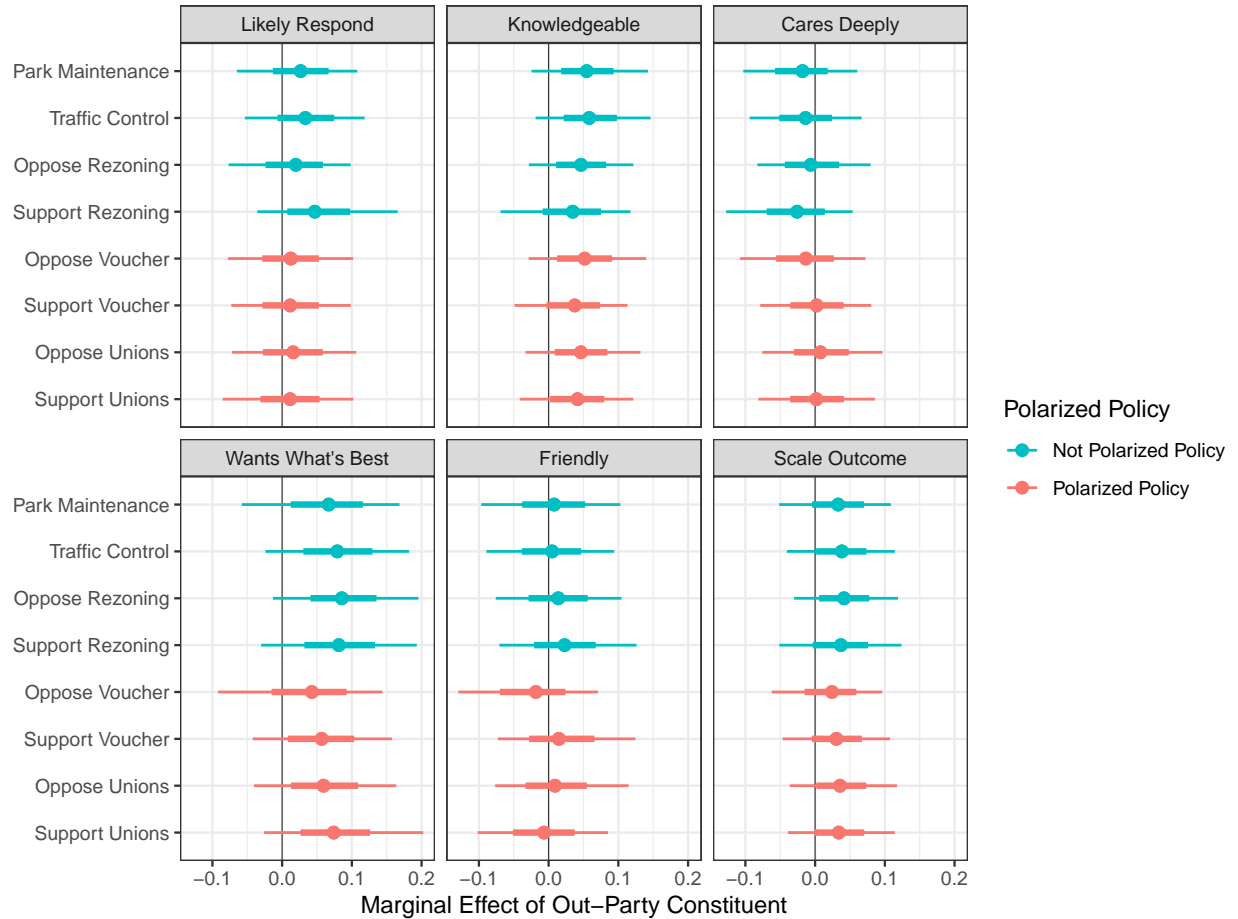 Likely Respond
Knowledgeable
Cares Deeply
Park Maintenance
Traffic Control
Oppose Rezoning
Support Rezoning
Oppose Voucher
Support Voucher
Oppose Unions
Support Unions
Wants What's Best
Friendly
Scale Outcome
Park Maintenance
Traffic Control
Oppose Rezoning
Support Rezoning
Oppose Voucher
Support Voucher
Oppose Unions
Support Unions
−0.1 0.0 0.1 0.2
−0.1 0.0 0.1 0.2
−0.1 0.0 0.1 0.2
Marginal Effect of Out−Party Constituent
Polarized Policy
Not Polarized Policy
Polarized Policy